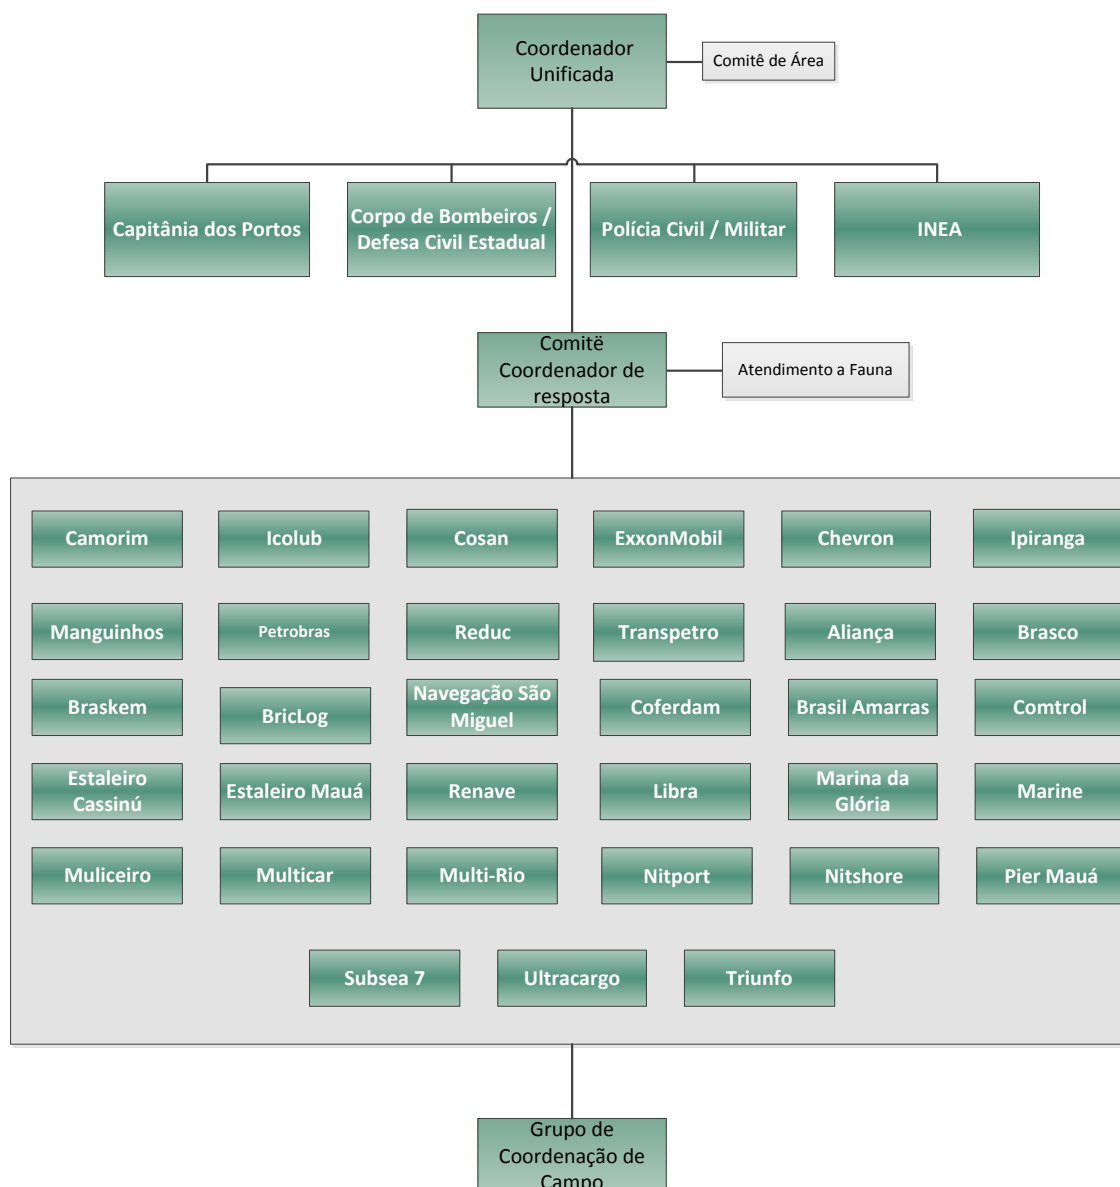 Coordenador
Unificada
Comitê de Área
Capitânia dos Portos
Corpo de Bombeiros /
Defesa Civil Estadual
Polícia Civil / Militar
INEA
Comitë
Coordenador de
resposta
Atendimento a Fauna
Camorim
Icolub
Cosan
ExxonMobil
Chevron
Ipiranga
Manguinhos
Petrobras
Reduc
Transpetro
Aliança
Brasco
Braskem
BricLog
Navegação São
Miguel
Coferdam
Brasil Amarras
Comtrol
Estaleiro
Cassinú
Estaleiro Mauá
Renave
Libra
Marina da
Glória
Marine
Muliceiro
Multicar
Multi-Rio
Nitport
Nitshore
Pier Mauá
Subsea 7
Ultracargo
Triunfo
Grupo de
Coordenação de
Campo